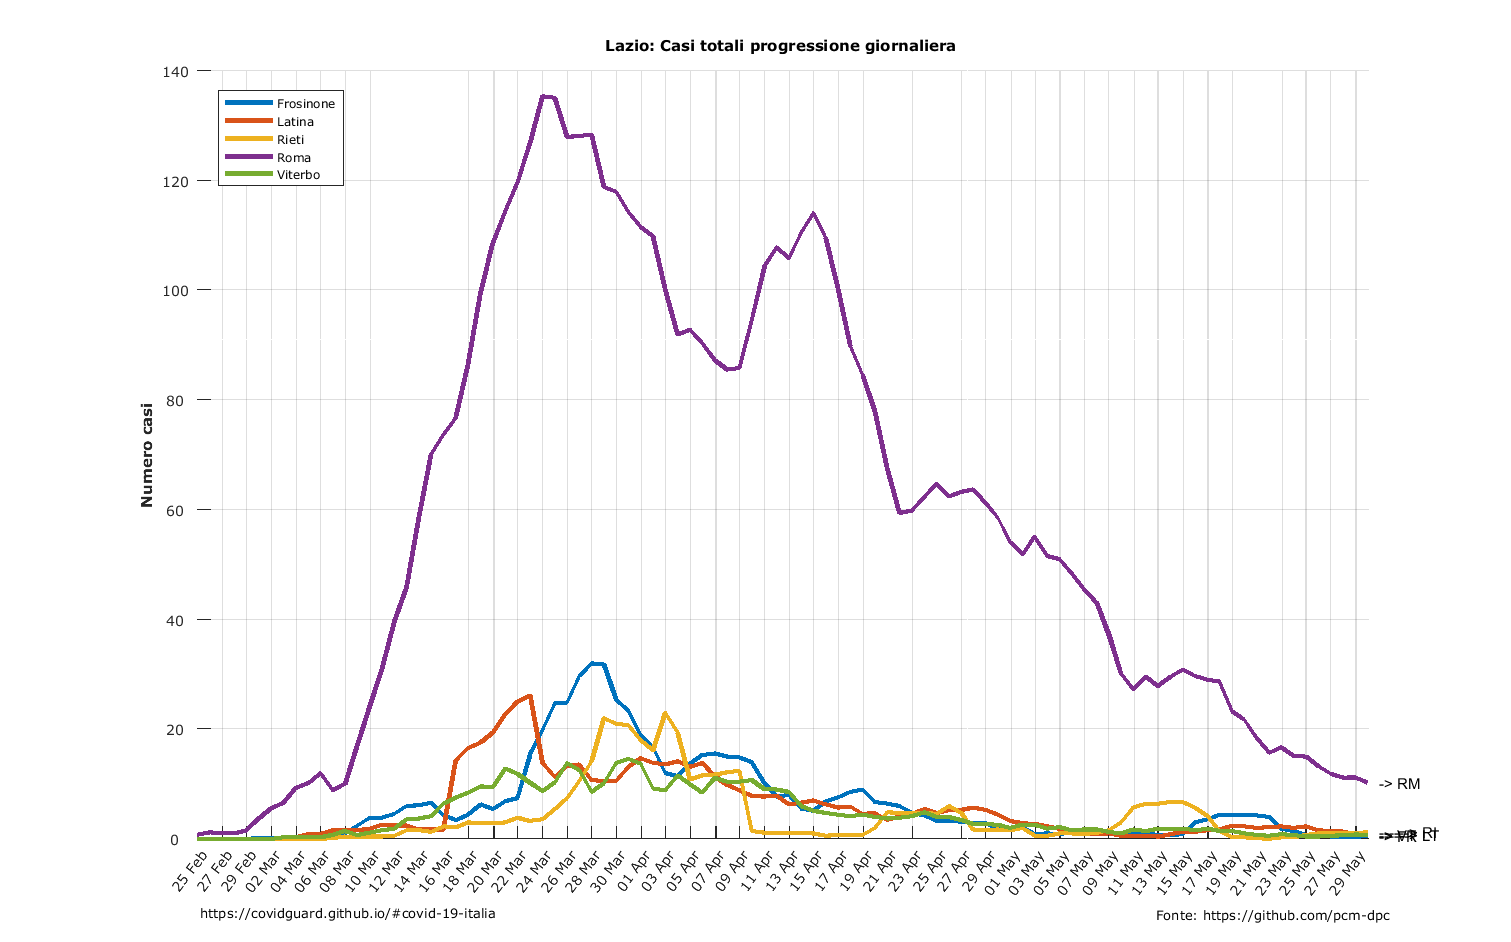 Lazio: Casi totali progressione giornaliera
Numero casi
140
120
100
80
60
40
20
0
Frosinone
Latina
Rieti
Roma
Viterbo
-> RM
25 Feb
27 Feb
29 Feb
02 Mar
04 Mar
06 Mar
08 Mar
10 Mar
12 Mar
14 Mar
16 Mar
18 Mar
20 Mar
22 Mar
24 Mar
26 Mar
28 Mar
30 Mar
01 Apr
03 Apr
05 Apr
07 Apr
09 Apr
11 Apr
13 Apr
15 Apr
17 Apr
19 Apr
21 Apr
23 Apr
25 Apr
27 Apr
29 Apr
01 May
03 May
05 May
07 May
09 May
11 May
13 May
15 May
17 May
19 May
21 May
23 May
25 May
27 May
29 May
https://covidguard.github.io/#covid-19-italia
Fonte: https://github.com/pcm-dpc